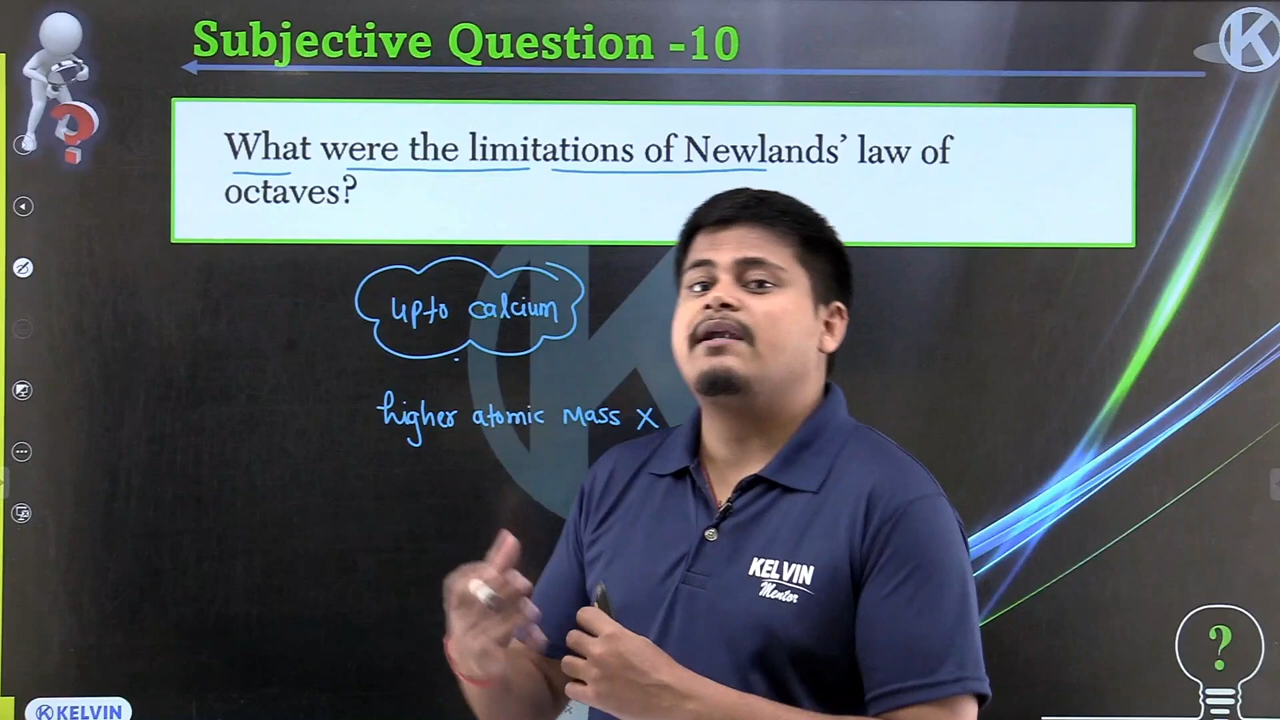 Subjective Question -10
K
What were the limitations of Newlands’ law of
octaves?
upto calcium
higher atomic mass X
KELVIN
Mentor
?
K KELVIN